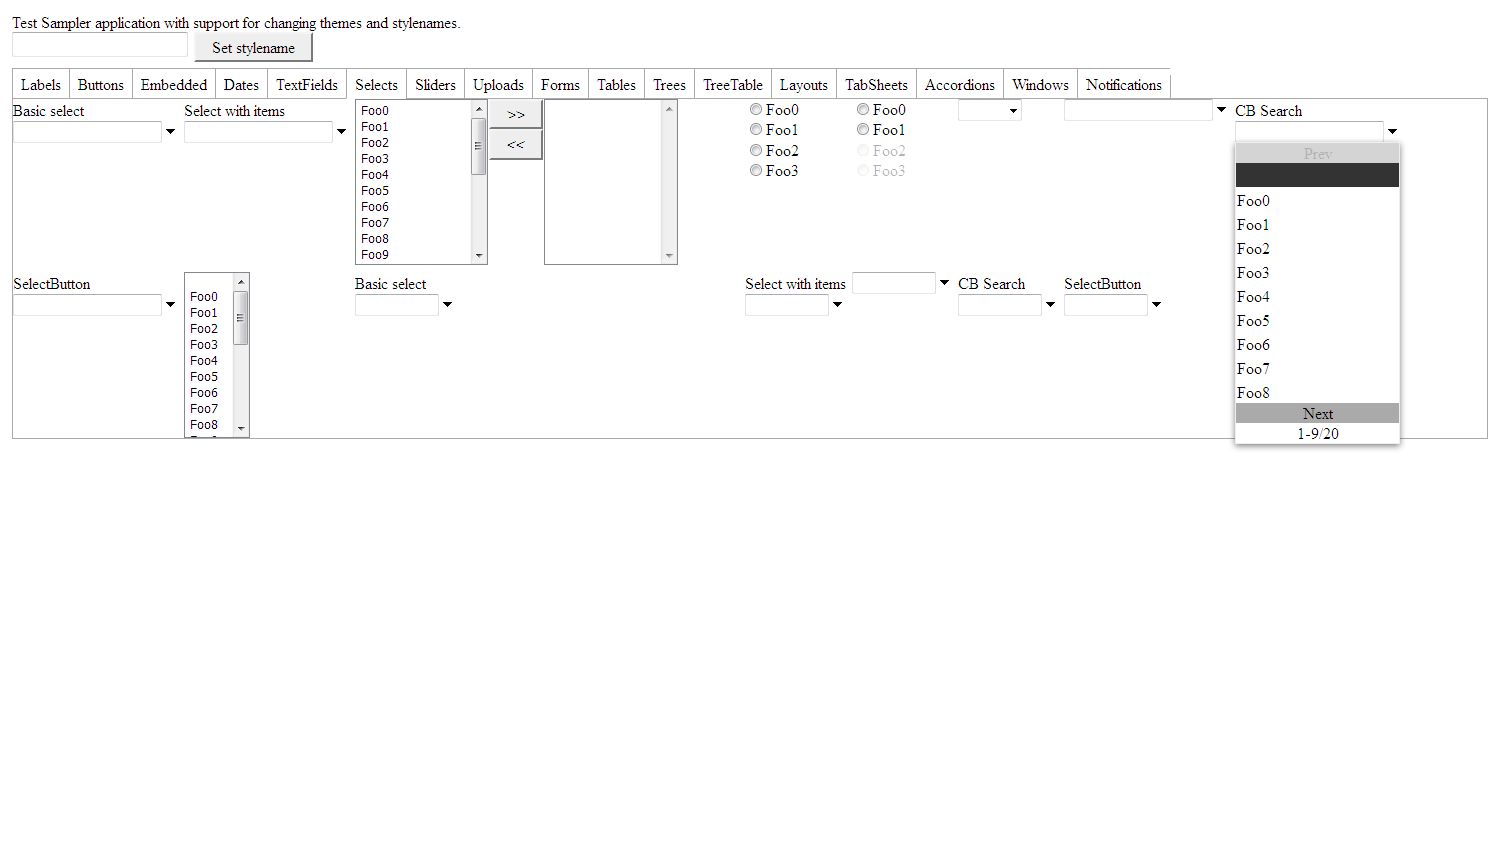 Test Sampler application with support for changing themes and stylenames.
Set stylename
Labels Buttons Embedded Dates TextFields Selects Sliders Uploads Forms Tables Trees TreeTable Layouts TabSheets Accordions Windows Notifications
Basic select
Select with items
Foo0
Foo1
Foo2
Foo3
Foo4
Foo5
Foo6
Foo7
Foo8
Foo9
>>
<<
Foo0
Foo1
Foo2
Foo3
Foo0
Foo1
Foo2
Foo3
CB Search
Prev
Foo0
Foo1
Foo2
Foo3
Foo4
Foo5
Foo6
Foo7
Foo8
Next
1-9/20
SelectButton
Foo0
Foo1
Foo2
Foo3
Foo4
Foo5
Foo6
Foo7
Foo8
Basic select
Select with items
CB Search
SelectButton